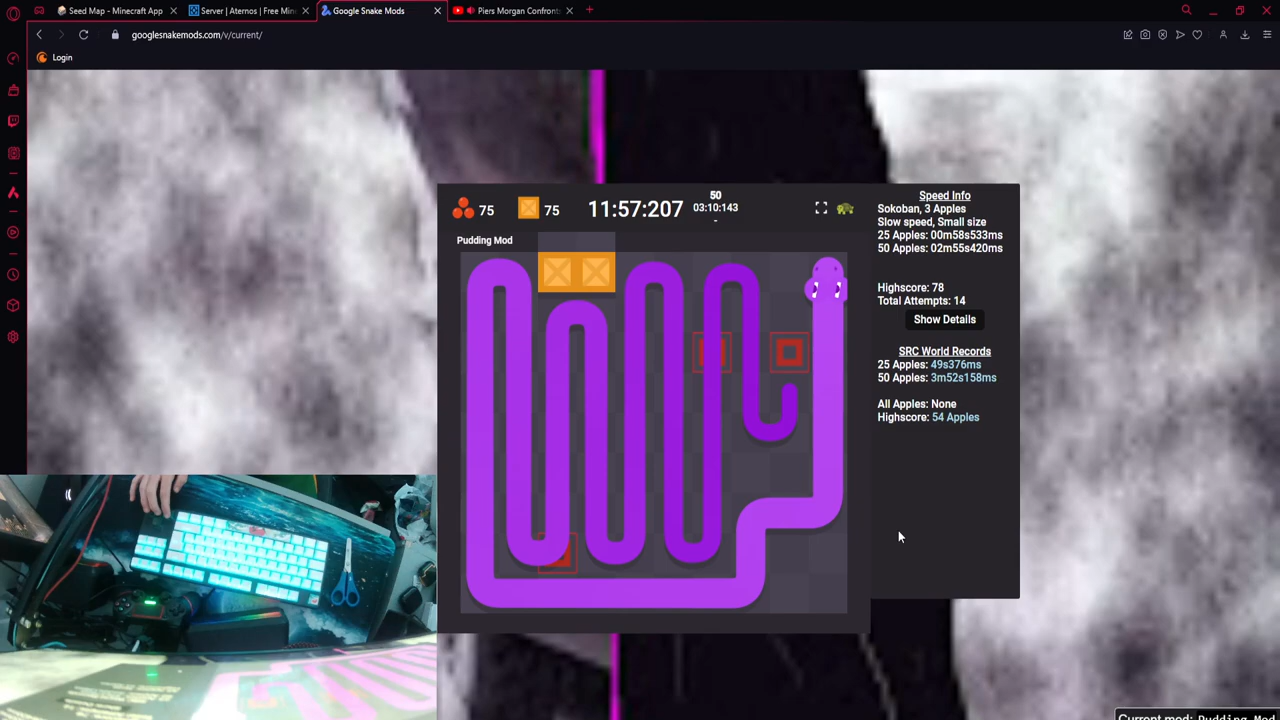 Seed Map - Minecraft App
Server | Aternos | Free Min
Google Snake Mods
Piers Morgan Confront
googlesnakemods.com/v/current/
Login
75
75
11:57:207
50
03:10:143
-
Pudding Mod
Speed Info
Sokoban, 3 Apples
Slow speed, Small size
25 Apples: 00m58s533ms
50 Apples: 02m55s420ms
Highscore: 78
Total Attempts: 14
Show Details
SRC World Records
25 Apples: 49s376ms
50 Apples: 3m52s158ms
All Apples: None
Highscore: 54 Apples
Current mod: Pudding Mod